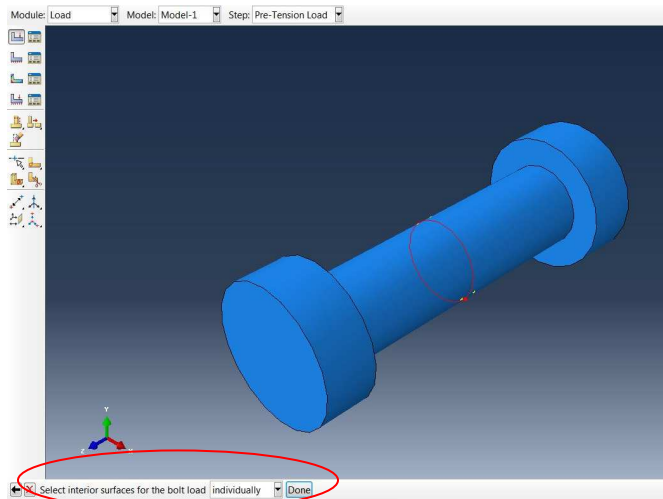 Module: Load Model: Model-1 Step: Pre-Tension Load
Y
Z X
Select interior surfaces for the bolt load individually Done